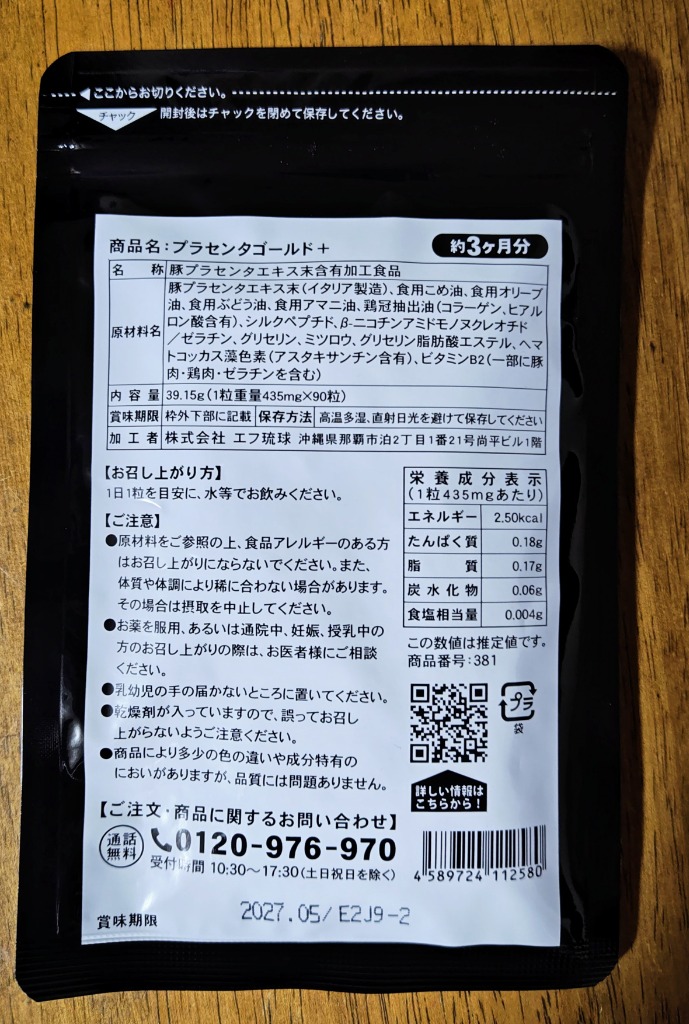 ここからお切りください。
チャック 開封後はチャックを閉めて保存してください。
商品名：プラセンタゴールド＋
約3ヶ月分
名 称 豚プラセンタエキス末含有加工食品
原材料名
豚プラセンタエキス末（イタリア製造）、食用こめ油、食用オリーブ
油、食用ぶどう油、食用アマニ油、鶏冠抽出油（コラーゲン、ヒアル
ロン酸含有）、シルクペプチド、β-ニコチンアミドモノヌクレオチド
／ゼラチン、グリセリン、ミツロウ、グリセリン脂肪酸エステル、ヘマ
トコッカス藻色素（アスタキサンチン含有）、ビタミンB2（一部に豚
肉・鶏肉・ゼラチンを含む）
内容量 39.15g（1粒重量435mg×90粒）
賞味期限 枠外下部に記載 保存方法 高温多湿、直射日光を避けて保存してください
加工者 株式会社 エフ琉球 沖縄県那覇市泊2丁目1番21号尚平ビル1階
【お召し上がり方】
1日1粒を目安に、水等でお飲みください。
【ご注意】
●原材料をご参照の上、食品アレルギーのある方
はお召し上がりにならないでください。また、
体質や体調により稀に合わない場合があります。
その場合は摂取を中止してください。
●お薬を服用、あるいは通院中、妊娠、授乳中の
方のお召し上がりの際は、お医者様にご相談
ください。
●乳幼児の手の届かないところに置いてください。
●乾燥剤が入っていますので、誤ってお召し
上がらないようご注意ください。
●商品により多少の色の違いや成分特有の
においがありますが、品質には問題ありません。
栄養成分表示
（1粒435mgあたり）
エネルギー 2.50kcal
たんぱく質 0.18g
脂 質 0.17g
炭水化物 0.06g
食塩相当量 0.004g
この数値は推定値です。
商品番号：381
プラ
袋
詳しい情報は
こちらから！
【ご注文・商品に関するお問い合わせ】
通話
無料
0120-976-970
受付時間 10:30～17:30（土日祝日を除く）
4 589724 112580
賞味期限 2027.05/E2J9-2